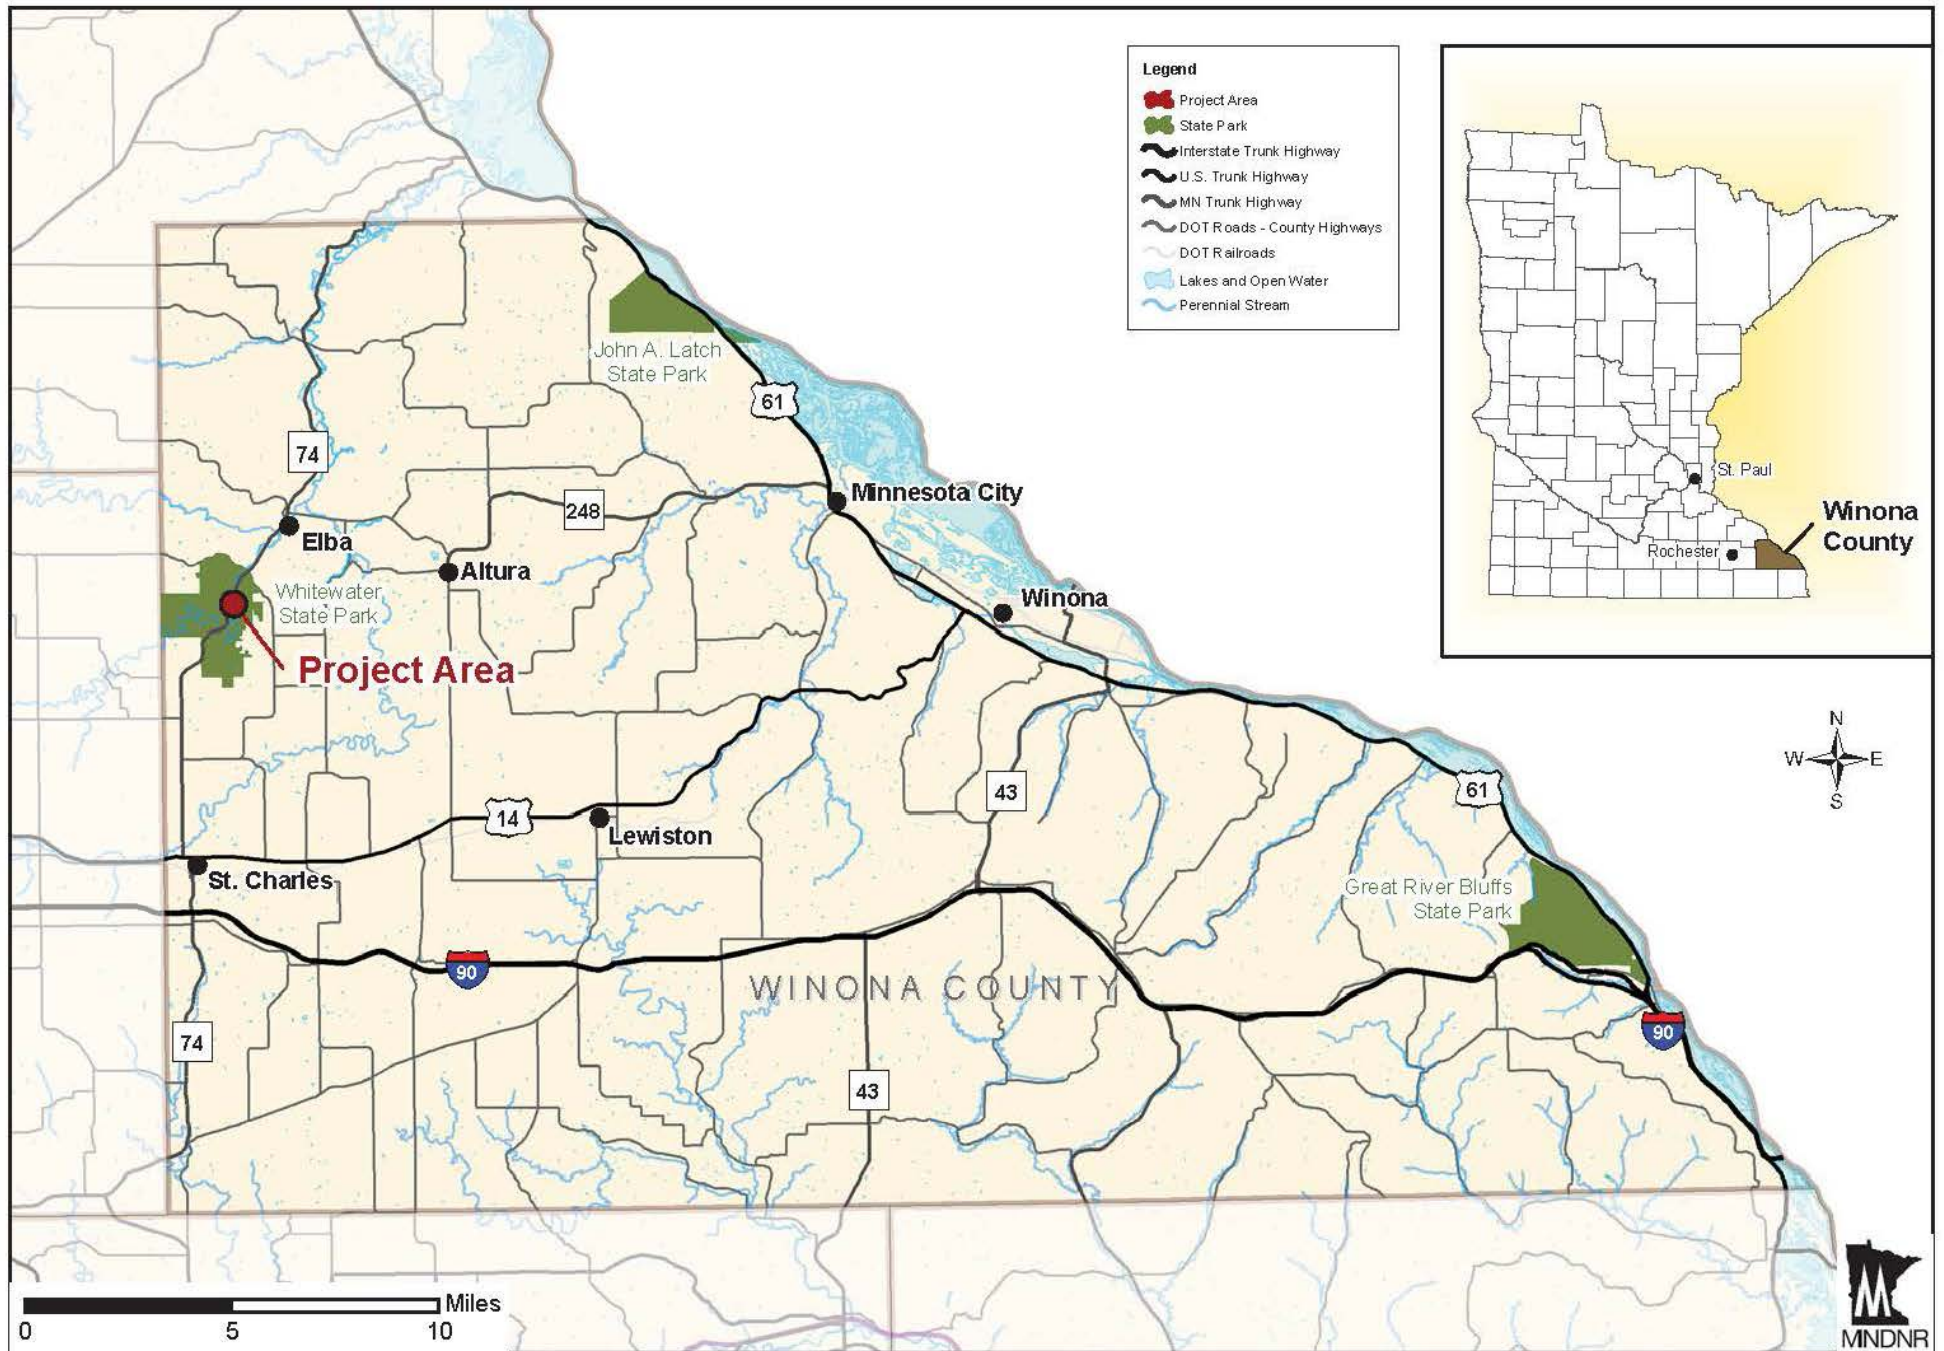 Legend
Project Area
State Park
Interstate Trunk Highway
U.S. Trunk Highway
MN Trunk Highway
DOT Roads - County Highways
DOT Railroads
Lakes and Open Water
Perennial Stream
St. Paul
Winona
County
Rochester
John A. Latch
State Park
61
74
Minnesota City
248
Elba
Altura
Whitewater
State Park
Winona
Project Area
N
W
E
S
43
61
14
Lewiston
St. Charles
Great River Bluffs
State Park
90
WINONA COUNTY
90
74
43
Miles
0
5
10
MNDNR